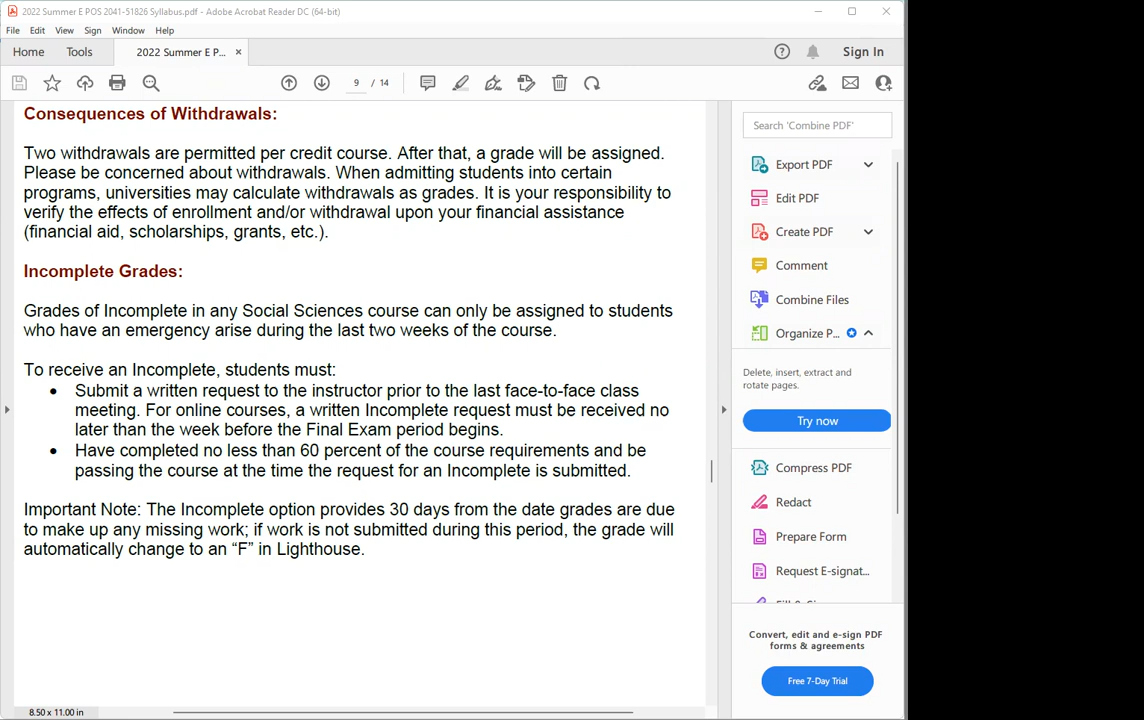 2022 Summer E POS 2041-51826 Syllabus.pdf - Adobe Acrobat Reader DC (64-bit)
File Edit View Sign Window Help
Home Tools 2022 Summer E P... × Sign In
9 / 14
Consequences of Withdrawals:
Two withdrawals are permitted per credit course. After that, a grade will be assigned.
Please be concerned about withdrawals. When admitting students into certain
programs, universities may calculate withdrawals as grades. It is your responsibility to
verify the effects of enrollment and/or withdrawal upon your financial assistance
(financial aid, scholarships, grants, etc.).
Incomplete Grades:
Grades of Incomplete in any Social Sciences course can only be assigned to students
who have an emergency arise during the last two weeks of the course.
To receive an Incomplete, students must:
• Submit a written request to the instructor prior to the last face-to-face class
meeting. For online courses, a written Incomplete request must be received no
later than the week before the Final Exam period begins.
• Have completed no less than 60 percent of the course requirements and be
passing the course at the time the request for an Incomplete is submitted.
Important Note: The Incomplete option provides 30 days from the date grades are due
to make up any missing work; if work is not submitted during this period, the grade will
automatically change to an “F” in Lighthouse.
8.50 x 11.00 in
Search 'Combine PDF'
Export PDF
Edit PDF
Create PDF
Comment
Combine Files
Organize P...
Delete, insert, extract and
rotate pages.
Try now
Compress PDF
Redact
Prepare Form
Request E-signat...
Convert, edit and e-sign PDF
forms & agreements
Free 7-Day Trial